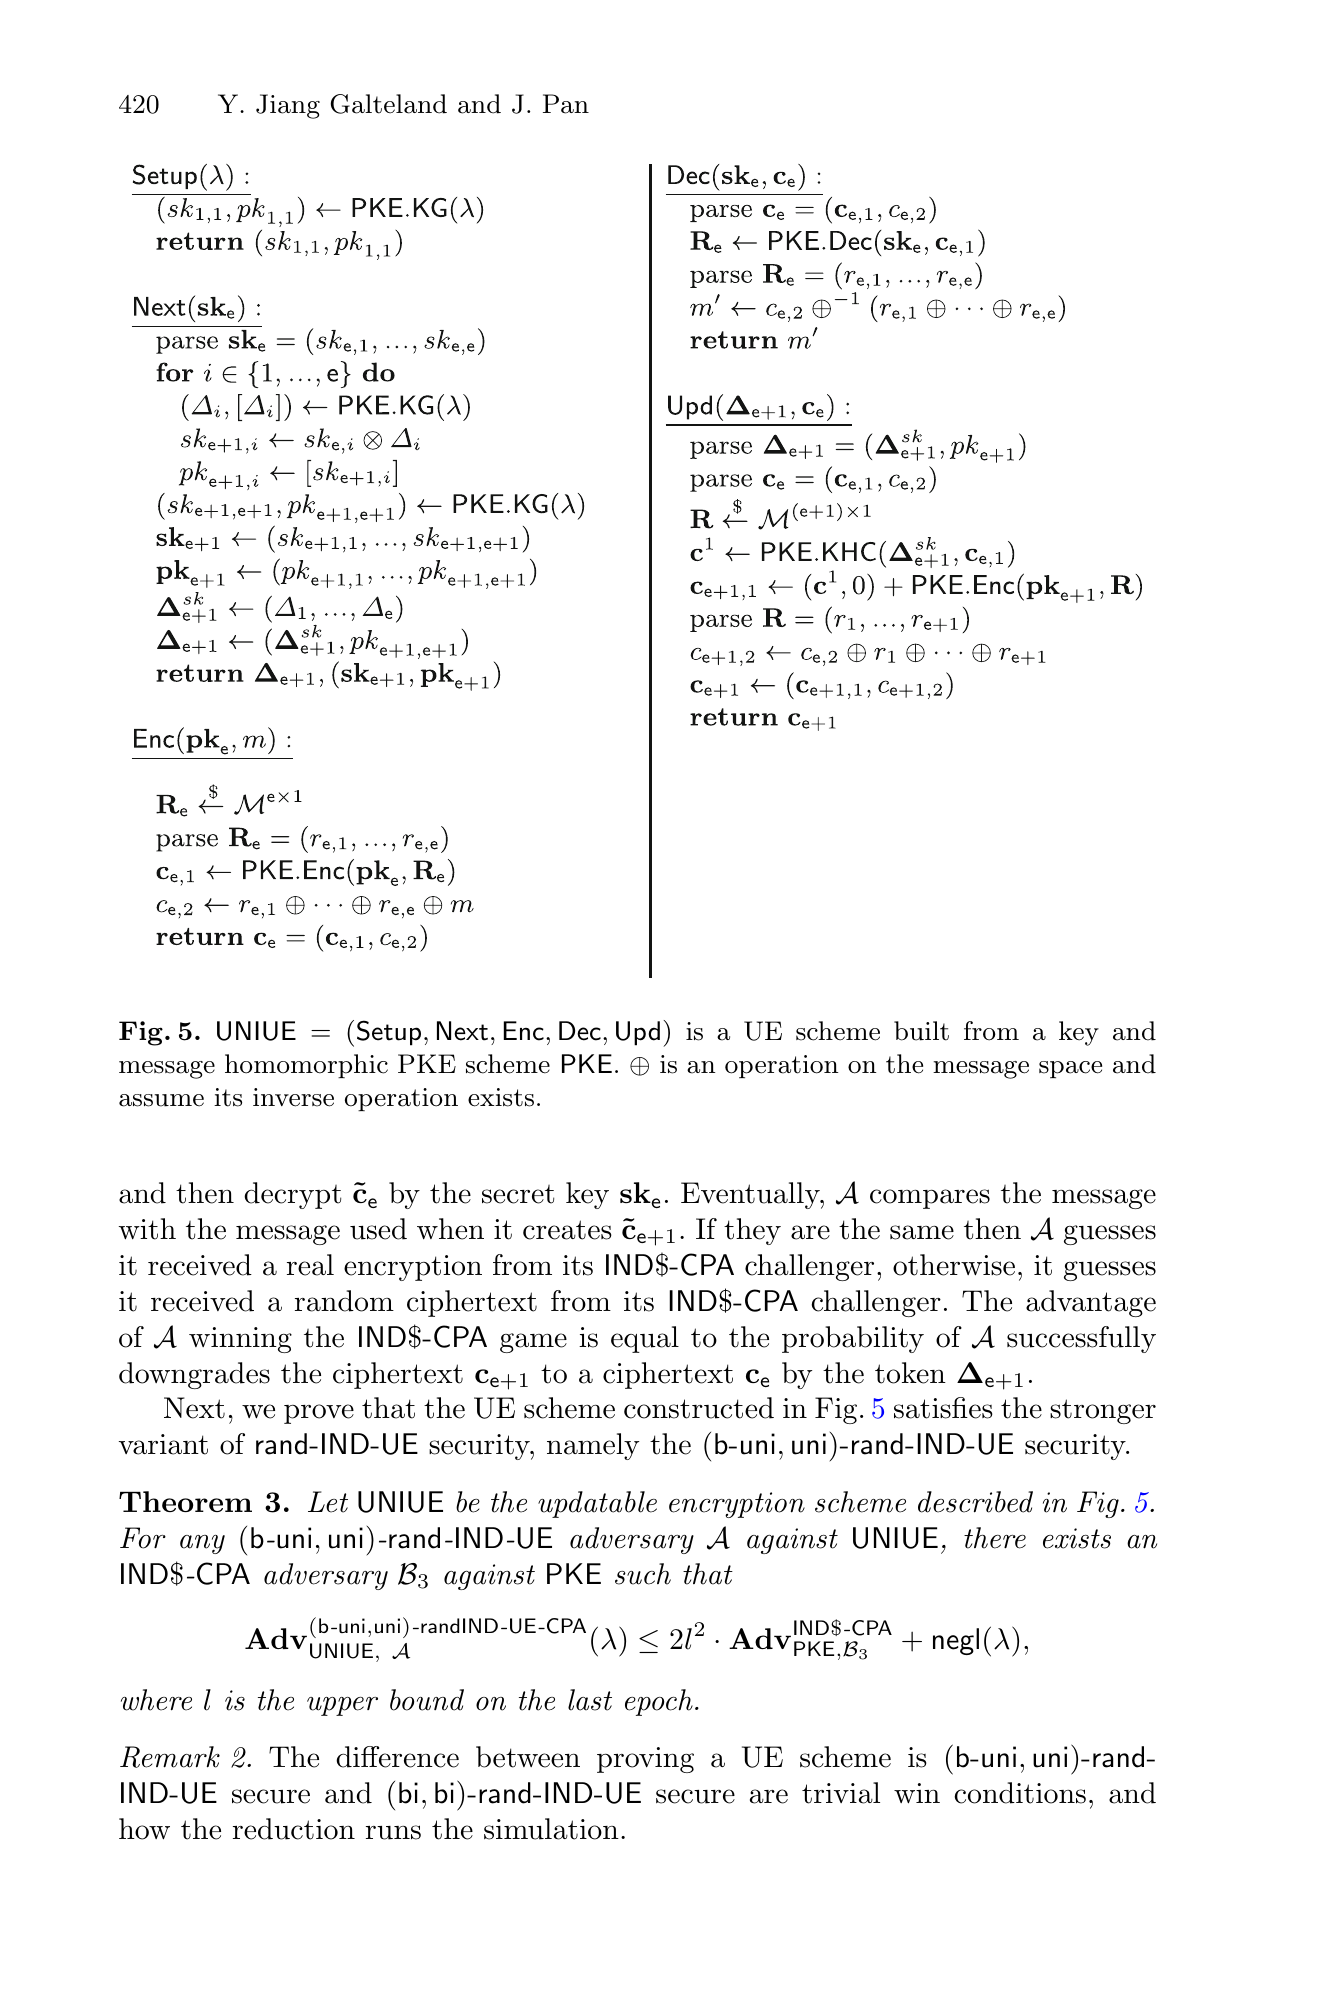 420 Y. Jiang Galteland and J. Pan
Setup(λ) :
(sk₁,₁, pk₁,₁) ← PKE.KG(λ)
return (sk₁,₁, pk₁,₁)
Next(sk_e) :
parse sk_e = (sk_{e,1}, ..., sk_{e,e})
for i ∈ {1, ..., e} do
(Δ_i, [Δ_i]) ← PKE.KG(λ)
sk_{e+1,i} ← sk_{e,i} ⊗ Δ_i
pk_{e+1,i} ← [sk_{e+1,i}]
(sk_{e+1,e+1}, pk_{e+1,e+1}) ← PKE.KG(λ)
sk_{e+1} ← (sk_{e+1,1}, ..., sk_{e+1,e+1})
pk_{e+1} ← (pk_{e+1,1}, ..., pk_{e+1,e+1})
Δ^{sk}_{e+1} ← (Δ_1, ..., Δ_e)
Δ_{e+1} ← (Δ^{sk}_{e+1}, pk_{e+1,e+1})
return Δ_{e+1}, (sk_{e+1}, pk_{e+1})
Enc(pk_e, m) :
R_e ←$ M^{e×1}
parse R_e = (r_{e,1}, ..., r_{e,e})
c_{e,1} ← PKE.Enc(pk_e, R_e)
c_{e,2} ← r_{e,1} ⊕ ··· ⊕ r_{e,e} ⊕ m
return c_e = (c_{e,1}, c_{e,2})
Dec(sk_e, c_e) :
parse c_e = (c_{e,1}, c_{e,2})
R_e ← PKE.Dec(sk_e, c_{e,1})
parse R_e = (r_{e,1}, ..., r_{e,e})
m′ ← c_{e,2} ⊕^{−1} (r_{e,1} ⊕ ··· ⊕ r_{e,e})
return m′
Upd(Δ_{e+1}, c_e) :
parse Δ_{e+1} = (Δ^{sk}_{e+1}, pk_{e+1})
parse c_e = (c_{e,1}, c_{e,2})
R ←$ M^{(e+1)×1}
c^1 ← PKE.KHC(Δ^{sk}_{e+1}, c_{e,1})
c_{e+1,1} ← (c^1, 0) + PKE.Enc(pk_{e+1}, R)
parse R = (r_1, ..., r_{e+1})
c_{e+1,2} ← c_{e,2} ⊕ r_1 ⊕ ··· ⊕ r_{e+1}
c_{e+1} ← (c_{e+1,1}, c_{e+1,2})
return c_{e+1}
Fig. 5. UNIUE = (Setup, Next, Enc, Dec, Upd) is a UE scheme built from a key and
message homomorphic PKE scheme PKE. ⊕ is an operation on the message space and
assume its inverse operation exists.
and then decrypt c̃_e by the secret key sk_e. Eventually, A compares the message
with the message used when it creates c̃_{e+1}. If they are the same then A guesses
it received a real encryption from its IND$-CPA challenger, otherwise, it guesses
it received a random ciphertext from its IND$-CPA challenger. The advantage
of A winning the IND$-CPA game is equal to the probability of A successfully
downgrades the ciphertext c_{e+1} to a ciphertext c_e by the token Δ_{e+1}.
Next, we prove that the UE scheme constructed in Fig. 5 satisfies the stronger
variant of rand-IND-UE security, namely the (b-uni, uni)-rand-IND-UE security.
Theorem 3. Let UNIUE be the updatable encryption scheme described in Fig. 5.
For any (b-uni, uni)-rand-IND-UE adversary A against UNIUE, there exists an
IND$-CPA adversary B_3 against PKE such that
Adv^{(b-uni,uni)-randIND-UE-CPA}_{UNIUE, A}(λ) ≤ 2l^2 · Adv^{IND$-CPA}_{PKE,B_3} + negl(λ),
where l is the upper bound on the last epoch.
Remark 2. The difference between proving a UE scheme is (b-uni, uni)-rand-
IND-UE secure and (bi, bi)-rand-IND-UE secure are trivial win conditions, and
how the reduction runs the simulation.